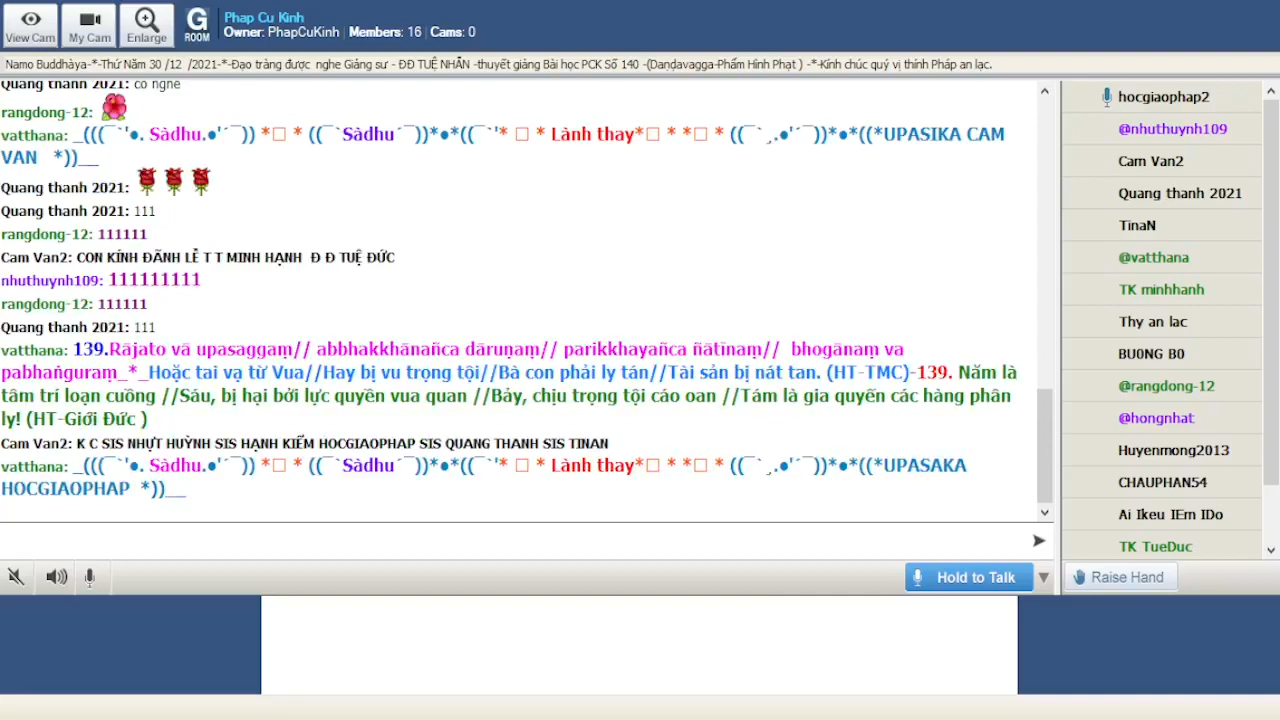 View Cam
My Cam
Enlarge
G
ROOM
Phap Cu Kinh
Owner: PhapCuKinh | Members: 16 | Cams: 0
Namo Buddhàya-*-Thứ Năm 30 /12 /2021-*-Đạo tràng được nghe Giảng sư - ĐĐ TUỆ NHẪN -thuyết giảng Bài học PCK Số 140 -(Daṇḍavagga-Phẩm Hình Phạt ) -*-Kính chúc quý vị thính Pháp an lạc.
Quang thanh 2021: co nghe
rangdong-12:
vatthana: _(((¯`'●. Sàdhu.●'´¯)) *□ * ((¯`Sàdhu´¯))*●*((¯`'* □ * Lành thay*□ * *□ * ((¯`¸.●'´¯))*●*((*UPASIKA CAM
VAN *))__
Quang thanh 2021:
Quang thanh 2021: 111
rangdong-12: 111111
Cam Van2: CON KÍNH ĐÃNH LỄ T T MINH HẠNH Đ Đ TUỆ ĐỨC
nhuthuynh109: 111111111
rangdong-12: 111111
Quang thanh 2021: 111
vatthana: 139.Rājato vā upasaggaṃ// abbhakkhānañca dāruṇaṃ// parikkhayañca ñātīnaṃ// bhogānaṃ va
pabhaṅguraṃ_*_Hoặc tai vạ từ Vua//Hay bị vu trọng tội//Bà con phải ly tán//Tài sản bị nát tan. (HT-TMC)-139. Năm là
tâm trí loạn cuồng //Sáu, bị hại bởi lực quyền vua quan //Bảy, chịu trọng tội cáo oan //Tám là gia quyến các hàng phân
ly! (HT-Giới Đức )
Cam Van2: K C SIS NHỰT HUỲNH SIS HẠNH KIỂM HOCGIAOPHAP SIS QUANG THANH SIS TINAN
vatthana: _(((¯`'●. Sàdhu.●'´¯)) *□ * ((¯`Sàdhu´¯))*●*((¯`'* □ * Lành thay*□ * *□ * ((¯`¸.●'´¯))*●*((*UPASAKA
HOCGIAOPHAP *))__
hocgiaophap2
@nhuthuynh109
Cam Van2
Quang thanh 2021
TinaN
@vatthana
TK minhhanh
Thy an lac
BU0NG B0
@rangdong-12
@hongnhat
Huyenmong2013
CHAUPHAN54
Ai Ikeu IEm IDo
TK TueDuc
Hold to Talk
Raise Hand